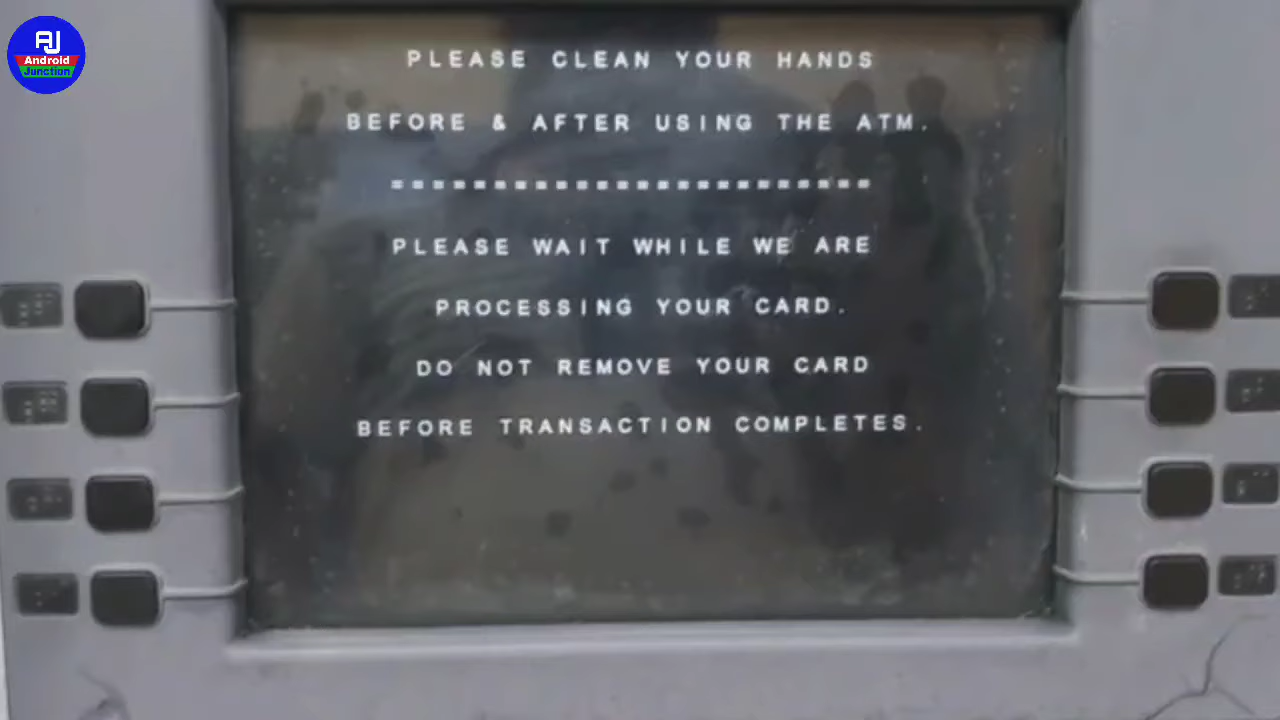 AJ
Android
Junction
PLEASE CLEAN YOUR HANDS
BEFORE & AFTER USING THE ATM.
========================
PLEASE WAIT WHILE WE ARE
PROCESSING YOUR CARD.
DO NOT REMOVE YOUR CARD
BEFORE TRANSACTION COMPLETES.